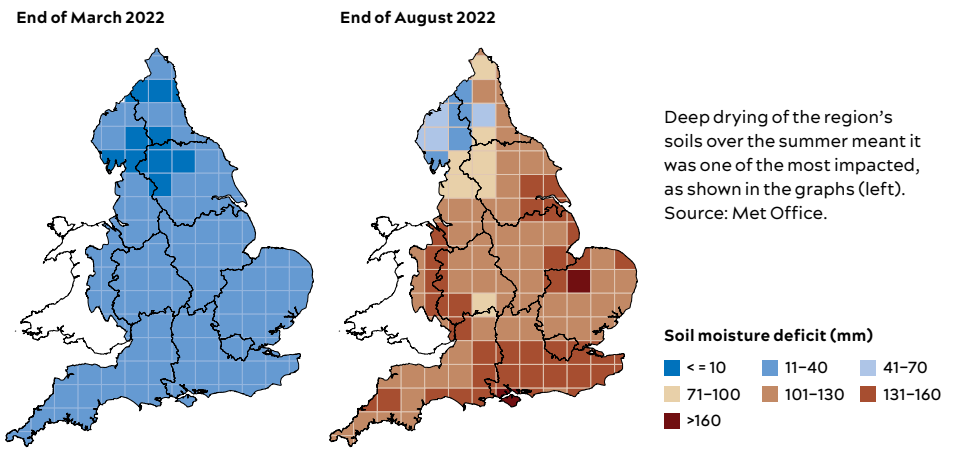 End of March 2022
End of August 2022
Deep drying of the region’s
soils over the summer meant it
was one of the most impacted,
as shown in the graphs (left).
Source: Met Office.
Soil moisture deficit (mm)
< = 10
11–40
41–70
71–100
101–130
131–160
>160